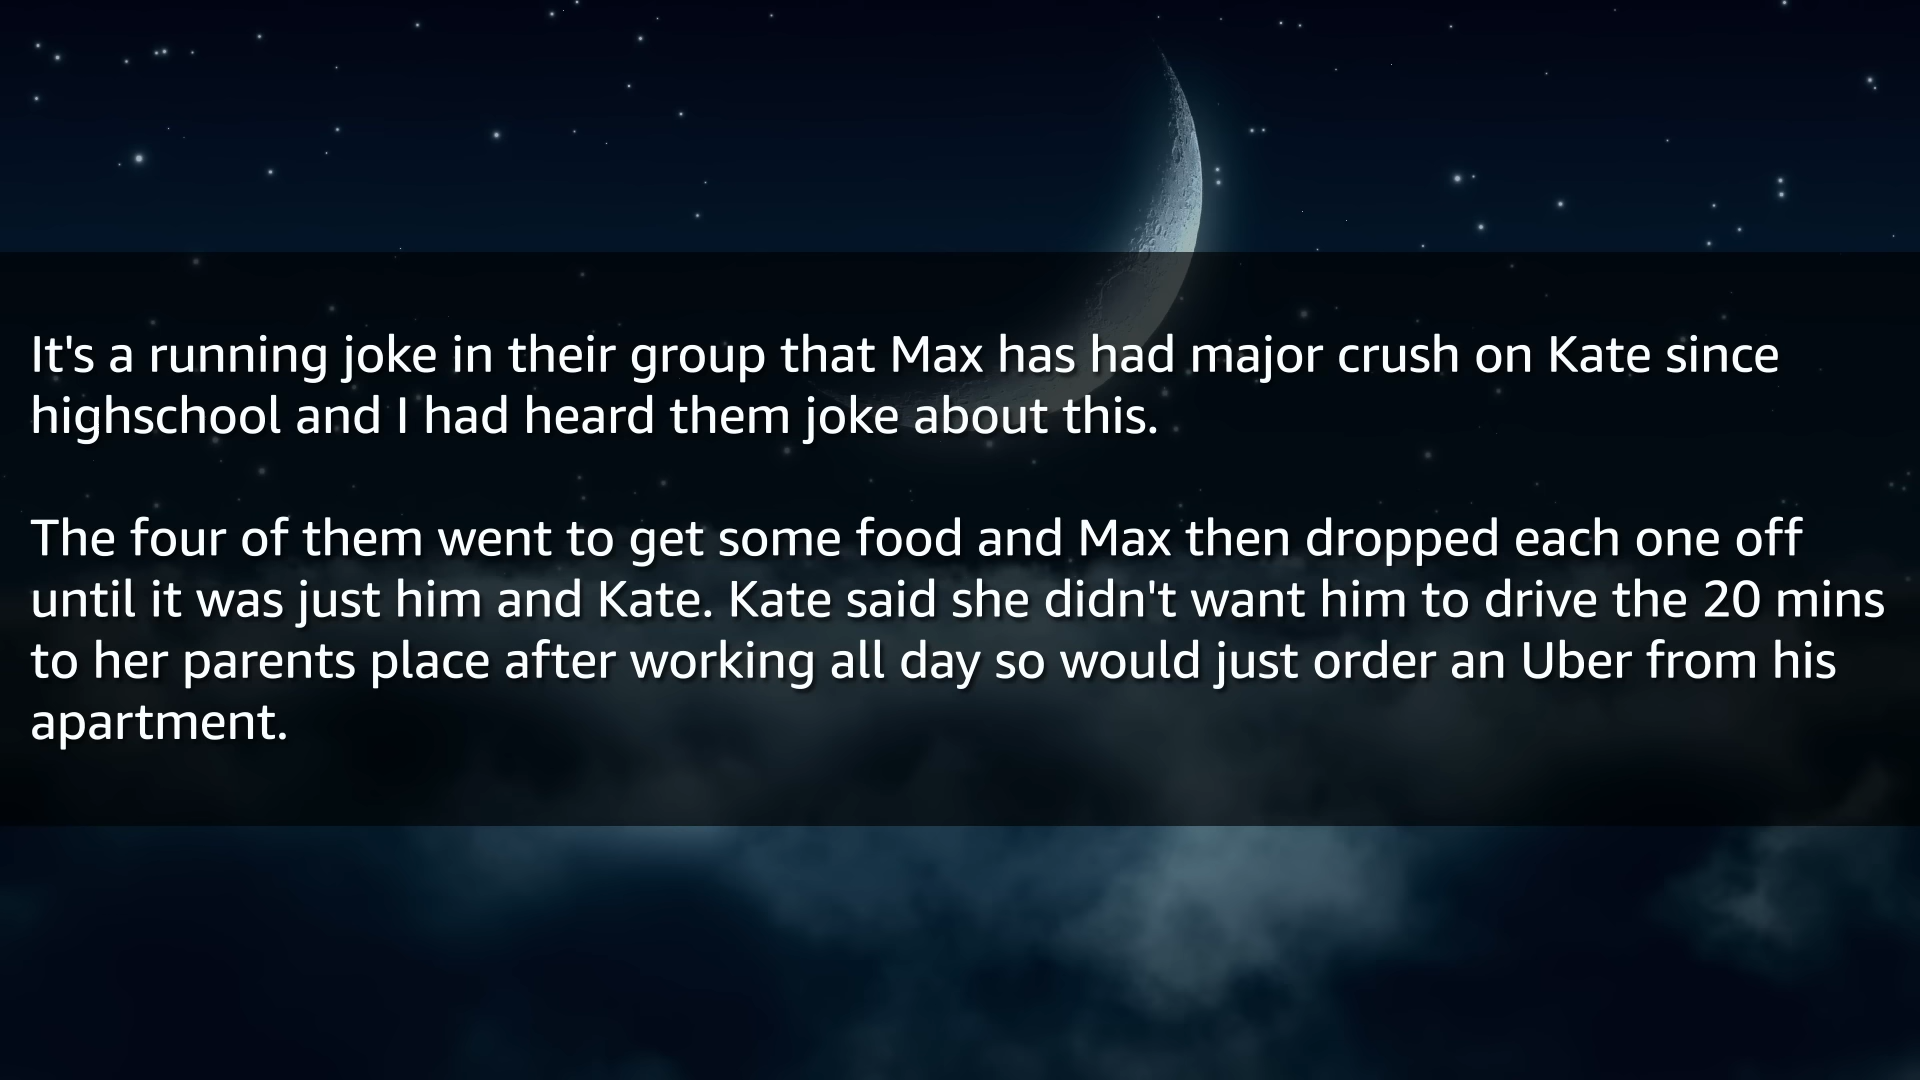 It's a running joke in their group that Max has had major crush on Kate since
highschool and I had heard them joke about this.
The four of them went to get some food and Max then dropped each one off
until it was just him and Kate. Kate said she didn't want him to drive the 20 mins
to her parents place after working all day so would just order an Uber from his
apartment.